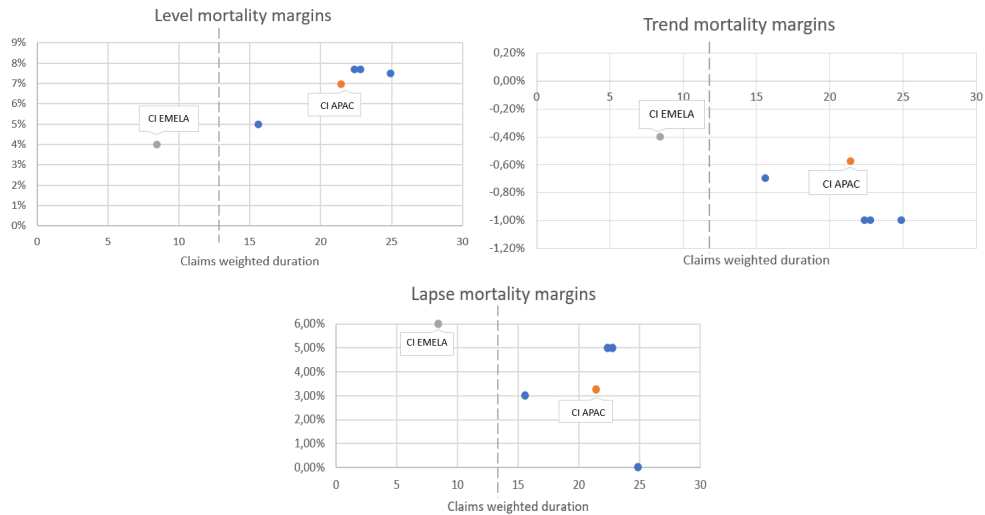 Level mortality margins
9%
8%
7%
6%
5%
4%
3%
2%
1%
0%
CI EMELA
CI APAC
0 5 10 15 20 25 30
Claims weighted duration
Trend mortality margins
0,20%
0,00%
-0,20%
-0,40%
-0,60%
-0,80%
-1,00%
-1,20%
0 5 10 15 20 25 30
CI EMELA
CI APAC
Claims weighted duration
Lapse mortality margins
6,00%
5,00%
4,00%
3,00%
2,00%
1,00%
0,00%
CI EMELA
CI APAC
0 5 10 15 20 25 30
Claims weighted duration